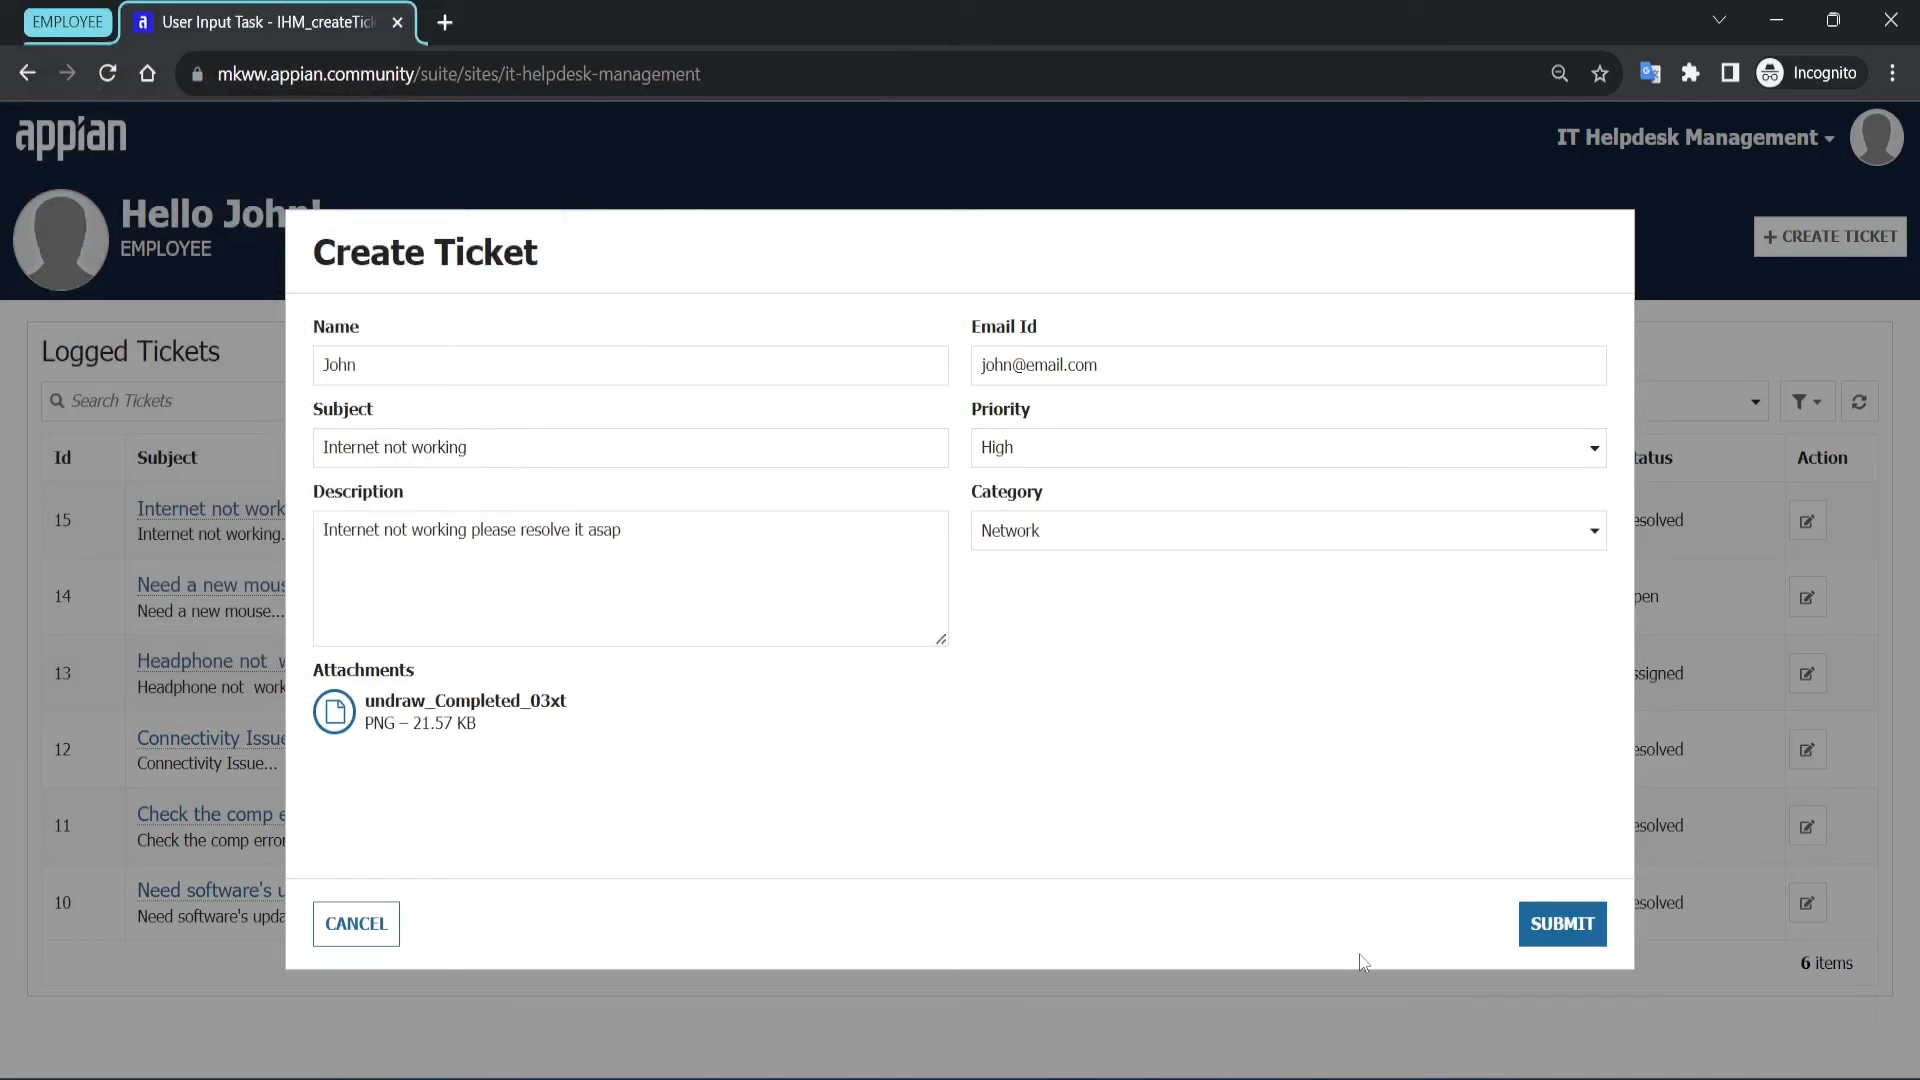 EMPLOYEE
User Input Task - IHM_createTick
mkww.appian.community/suite/sites/it-helpdesk-management
Incognito
appian
IT Helpdesk Management
Hello John!
EMPLOYEE
+ CREATE TICKET
Create Ticket
Name
John
Email Id
john@email.com
Subject
Internet not working
Priority
High
Description
Internet not working please resolve it asap
Category
Network
Attachments
undraw_Completed_03xt
PNG – 21.57 KB
CANCEL
SUBMIT
Logged Tickets
Search Tickets
Id
Subject
tatus
Action
15
Internet not work
Internet not working.
esolved
14
Need a new mous
Need a new mouse...
pen
13
Headphone not w
Headphone not work
ssigned
12
Connectivity Issue
Connectivity Issue...
esolved
11
Check the comp e
Check the comp error
esolved
10
Need software's u
Need software's upda
esolved
6 items